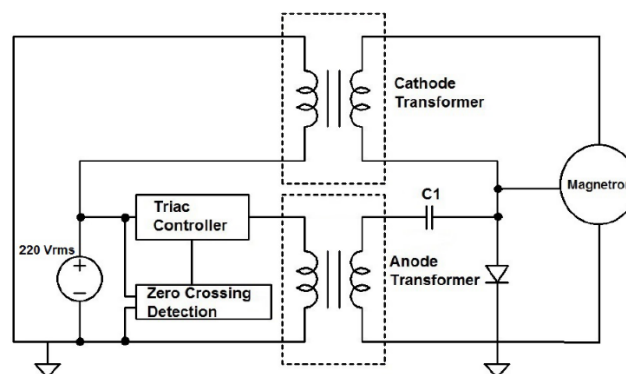 Cathode
Transformer
C1
Magnetron
Triac
Controller
220 Vrms
Zero Crossing
Detection
Anode
Transformer